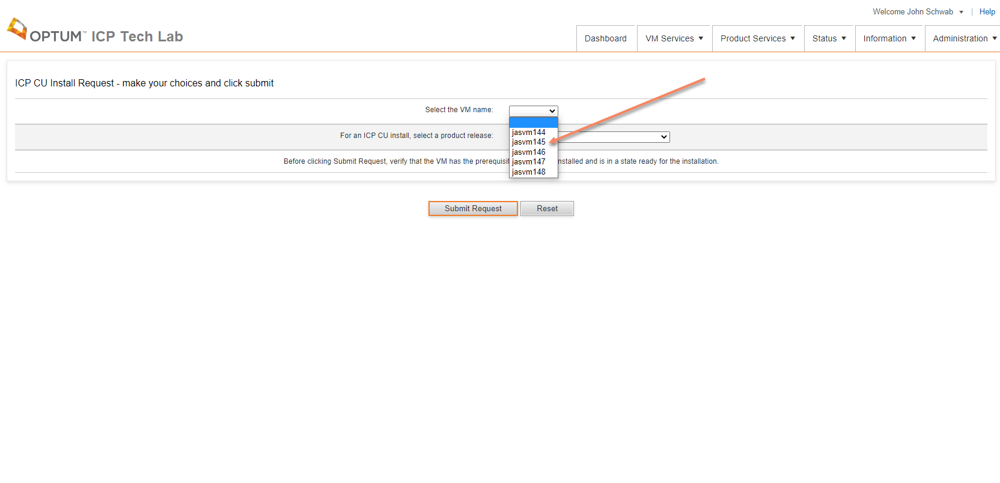 Welcome John Schwab ▼ | Help
OPTUM™ ICP Tech Lab
Dashboard
VM Services ▼
Product Services ▼
Status ▼
Information ▼
Administration ▼
ICP CU Install Request - make your choices and click submit
Select the VM name:
jasvm144
jasvm145
jasvm146
jasvm147
jasvm148
For an ICP CU install, select a product release:
Before clicking Submit Request, verify that the VM has the nstalled and is in a state ready for the installation.
Submit Request
Reset